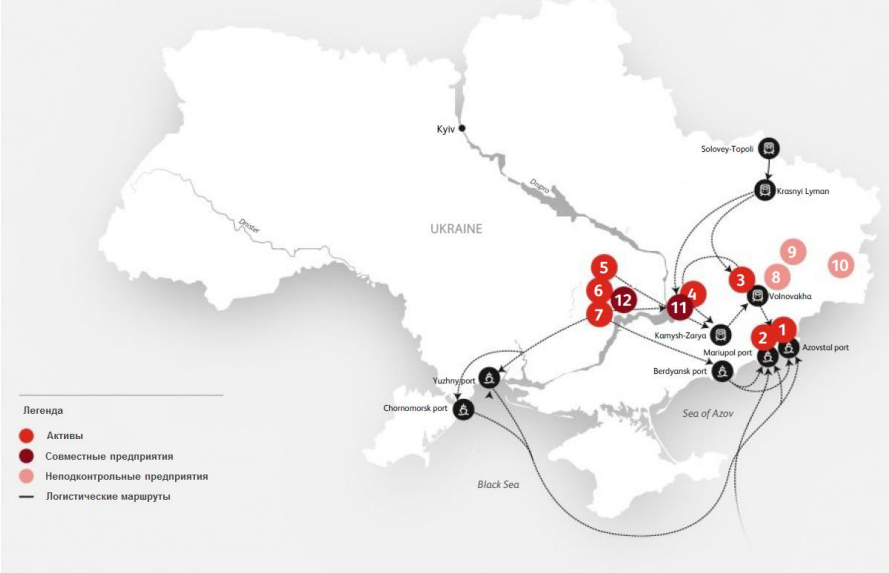 Kyiv
Solovey-Topoli
Krasnyi Lyman
Dnipro
Dnister
UKRAINE
9
10
5
8
3
6
12
4
11
Volnovakha
7
1
2
Kamysh-Zarya
Azovstal port
Mariupol port
Berdyansk port
Yuzhny port
Chornomorsk port
Sea of Azov
Black Sea
Легенда
Активы
Совместные предприятия
Неподконтрольные предприятия
Логистические маршруты